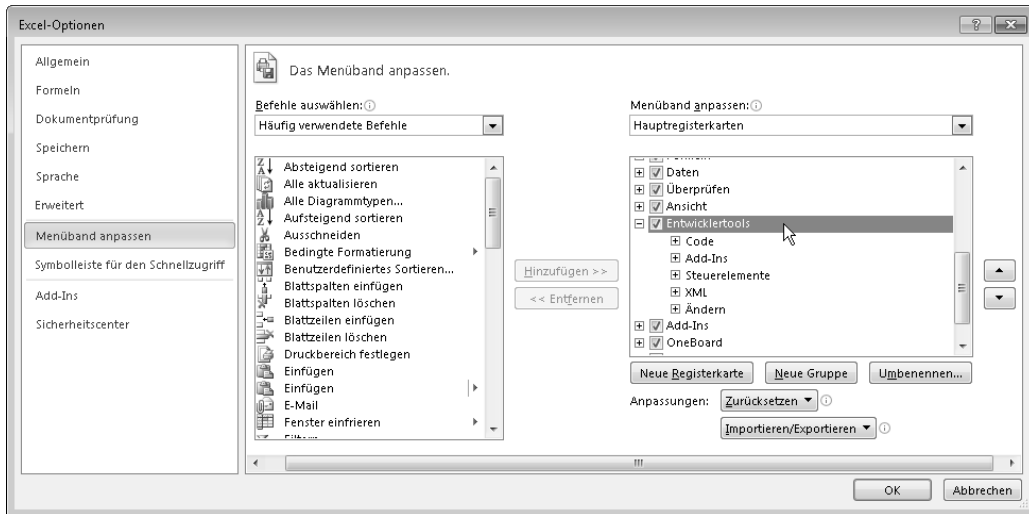 Excel-Optionen
Allgemein
Formeln
Dokumentprüfung
Speichern
Sprache
Erweitert
Menüband anpassen
Symbolleiste für den Schnellzugriff
Add-Ins
Sicherheitscenter
Das Menüband anpassen.
Befehle auswählen:
Häufig verwendete Befehle
Absteigend sortieren
Alle aktualisieren
Alle Diagrammtypen...
Aufsteigend sortieren
Ausschneiden
Bedingte Formatierung
Benutzerdefiniertes Sortieren...
Blattspalten einfügen
Blattspalten löschen
Blattzeilen einfügen
Blattzeilen löschen
Druckbereich festlegen
Einfügen
Einfügen
E-Mail
Fenster einfrieren
Hinzufügen >>
<< Entfernen
Menüband anpassen:
Hauptregisterkarten
Daten
Überprüfen
Ansicht
Entwicklertools
Code
Add-Ins
Steuerelemente
XML
Ändern
Add-Ins
OneBoard
Neue Registerkarte
Neue Gruppe
Umbenennen...
Anpassungen:
Zurücksetzen
Importieren/Exportieren
OK
Abbrechen